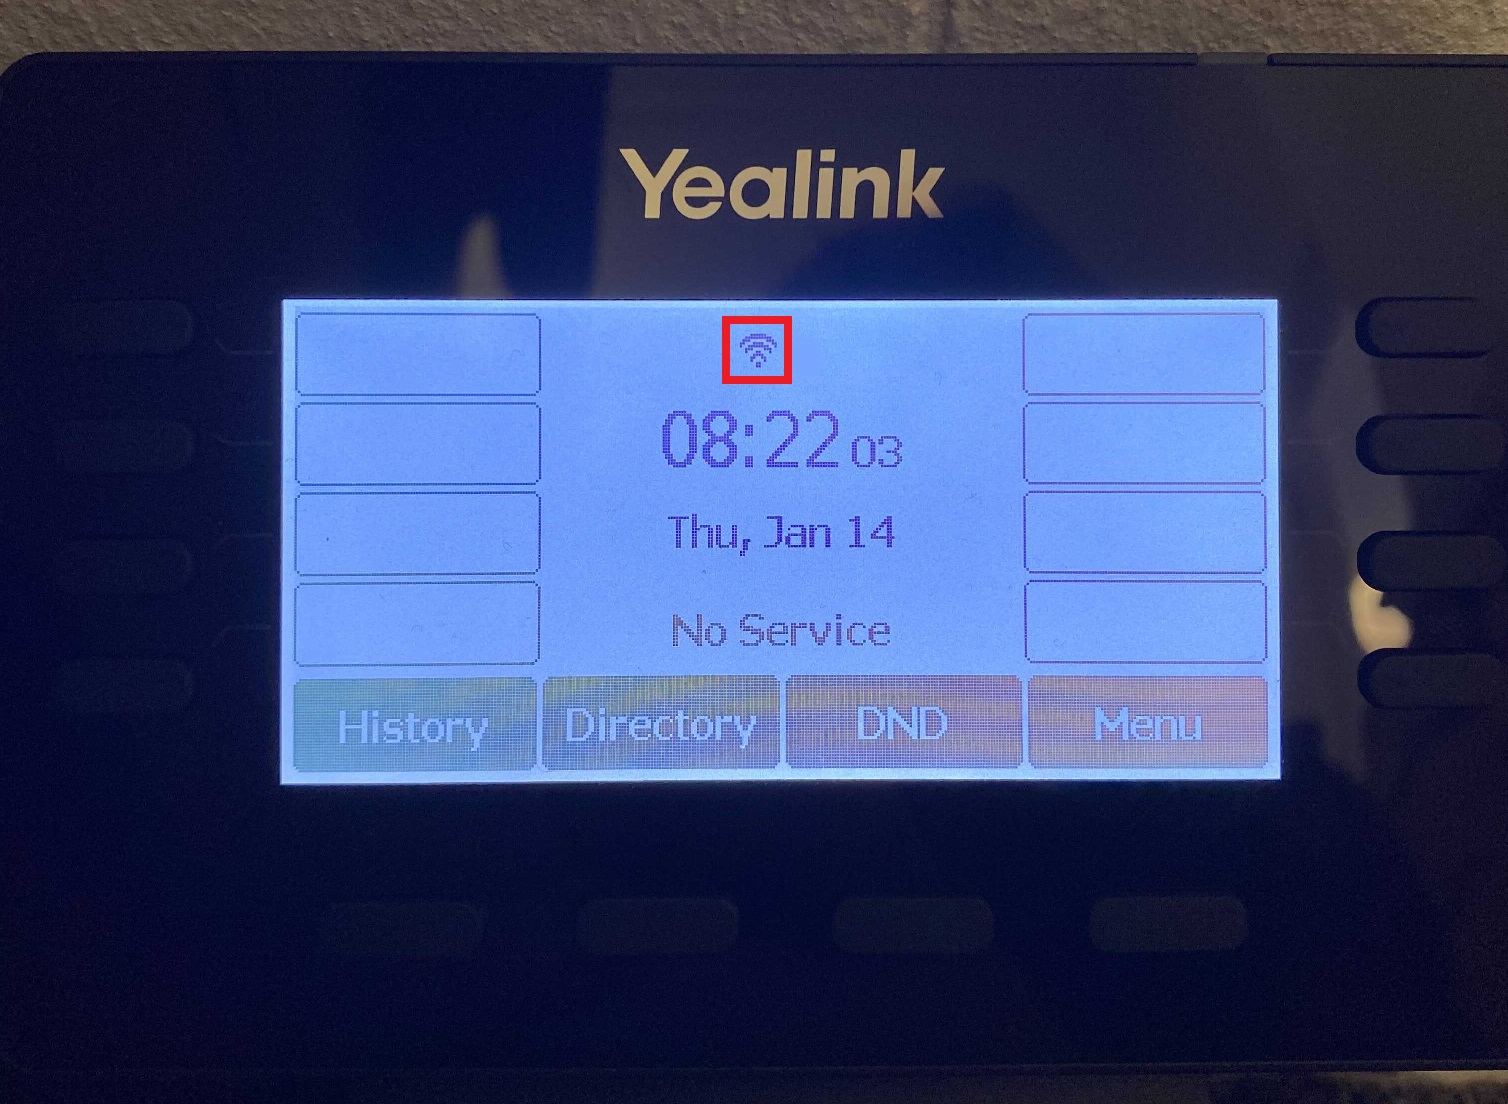 Yealink
08:22 03
Thu, Jan 14
No Service
History Directory DND Menu